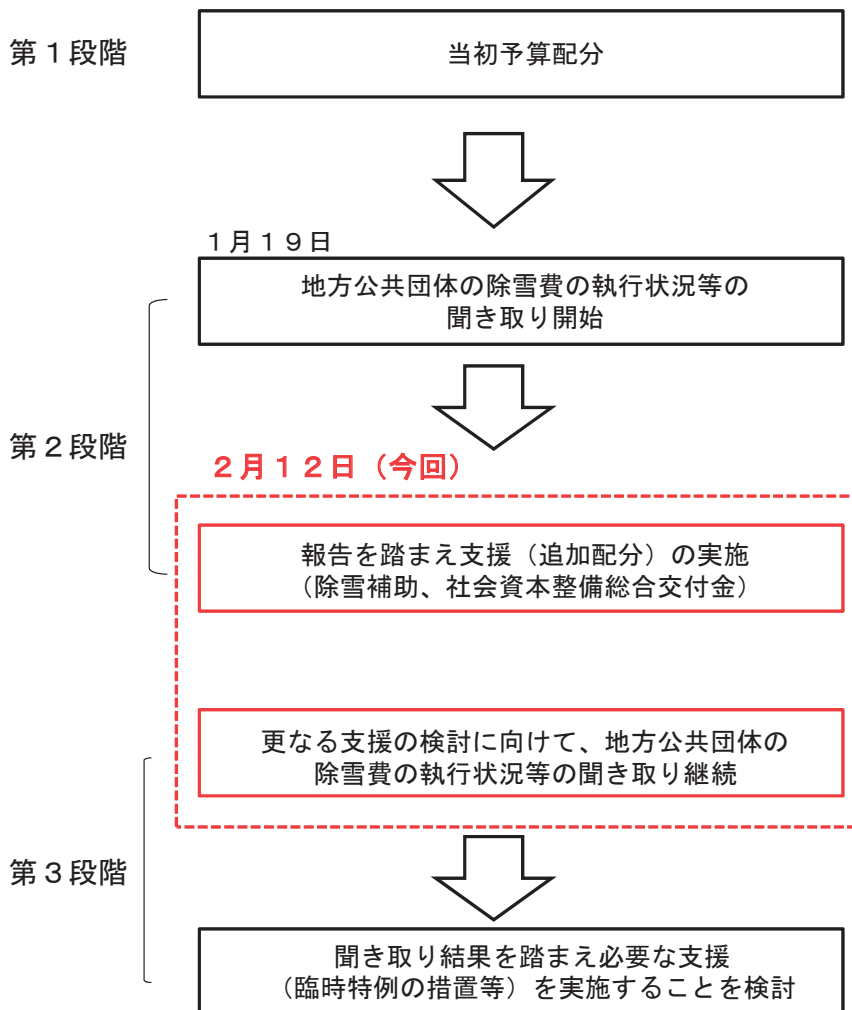 第１段階
当初予算配分
１月１９日
地方公共団体の除雪費の執行状況等の
聞き取り開始
第２段階
２月１２日（今回）
報告を踏まえ支援（追加配分）の実施
（除雪補助、社会資本整備総合交付金）
更なる支援の検討に向けて、地方公共団体の
除雪費の執行状況等の聞き取り継続
第３段階
聞き取り結果を踏まえ必要な支援
（臨時特例の措置等）を実施することを検討